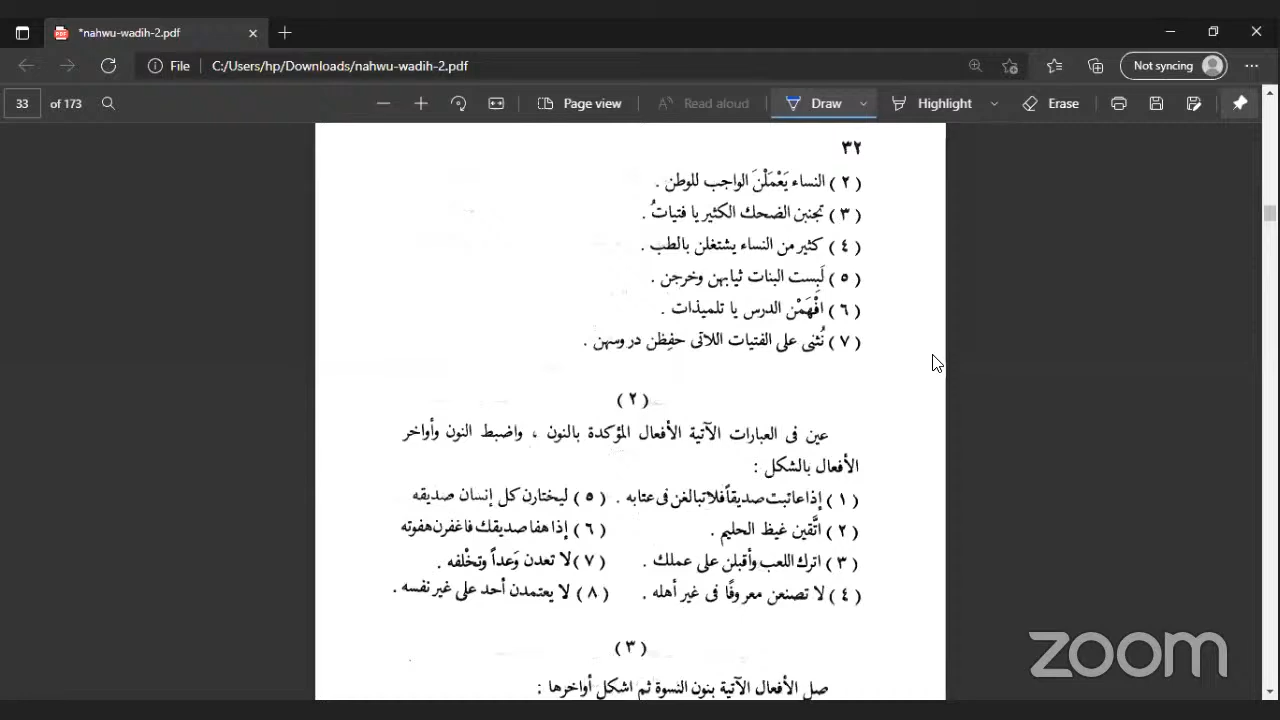 *nahwu-wadih-2.pdf
File C:/Users/hp/Downloads/nahwu-wadih-2.pdf Not syncing
33 of 173 Page view Read aloud Draw Highlight Erase
٣٢
( ٢ ) النساء يَعْمَلْنَ الواجب للوطن .
( ٣ ) تجنبن الضحك الكثير يا فتياتُ .
( ٤ ) كثير من النساء يشتغلن بالطب .
( ٥ ) لَبِست البنات ثيابهن وخرجن .
( ٦ ) افْهَمْن الدرس يا تلميذات .
( ٧ ) نُثنى على الفتيات اللاتى حفِظن دروسهن .
( ٢ )
عين فى العبارات الآتية الأفعال المؤكدة بالنون ، واضبط النون وأواخر
الأفعال بالشكل :
( ١ ) إذا عاتبت صديقاً فلا تبالغن فى عتابه . ( ٥ ) ليختارن كل إنسان صديقه
( ٢ ) اتَّقين غيظ الحليم . ( ٦ ) إذا هفا صديقك فاغفرن هفوته
( ٣ ) اترك اللعب وأقبلن على عملك . ( ٧ ) لا تعدن وَعداً وتخْلفه .
( ٤ ) لا تصنعن معروفًا فى غير أهله . ( ٨ ) لا يعتمدن أحد على غير نفسه .
( ٣ )
صل الأفعال الآتية بنون النسوة ثم اشكل أواخرها :
zoom